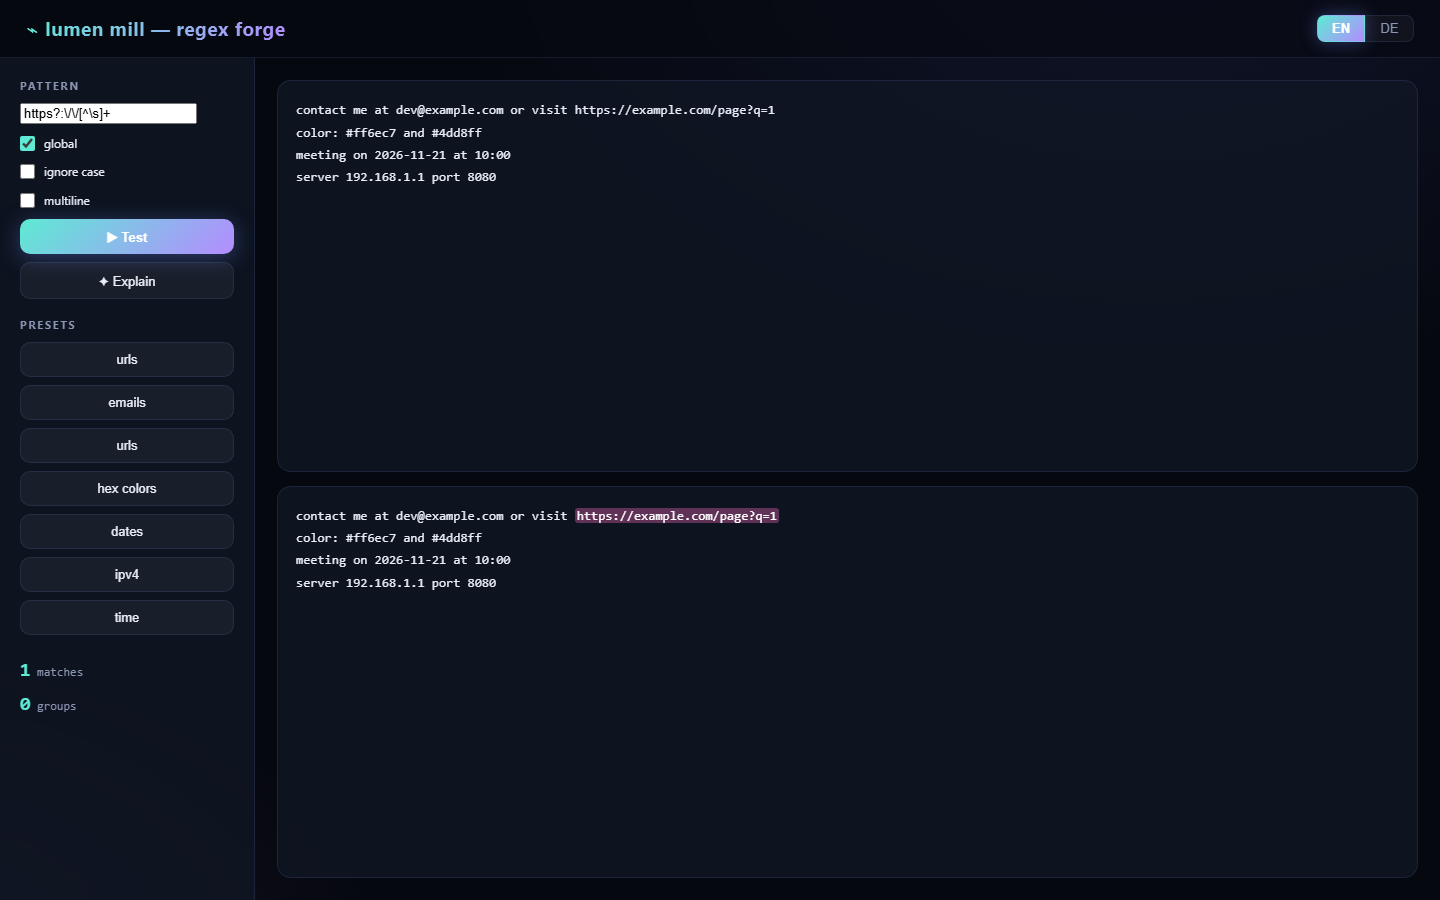 ⌁ lumen mill — regex forge
EN
DE
PATTERN
https?:\/\/[^\s]+
global
ignore case
multiline
▶ Test
✦ Explain
PRESETS
urls
emails
urls
hex colors
dates
ipv4
time
1 matches
0 groups
contact me at dev@example.com or visit https://example.com/page?q=1
color: #ff6ec7 and #4dd8ff
meeting on 2026-11-21 at 10:00
server 192.168.1.1 port 8080
contact me at dev@example.com or visit https://example.com/page?q=1
color: #ff6ec7 and #4dd8ff
meeting on 2026-11-21 at 10:00
server 192.168.1.1 port 8080